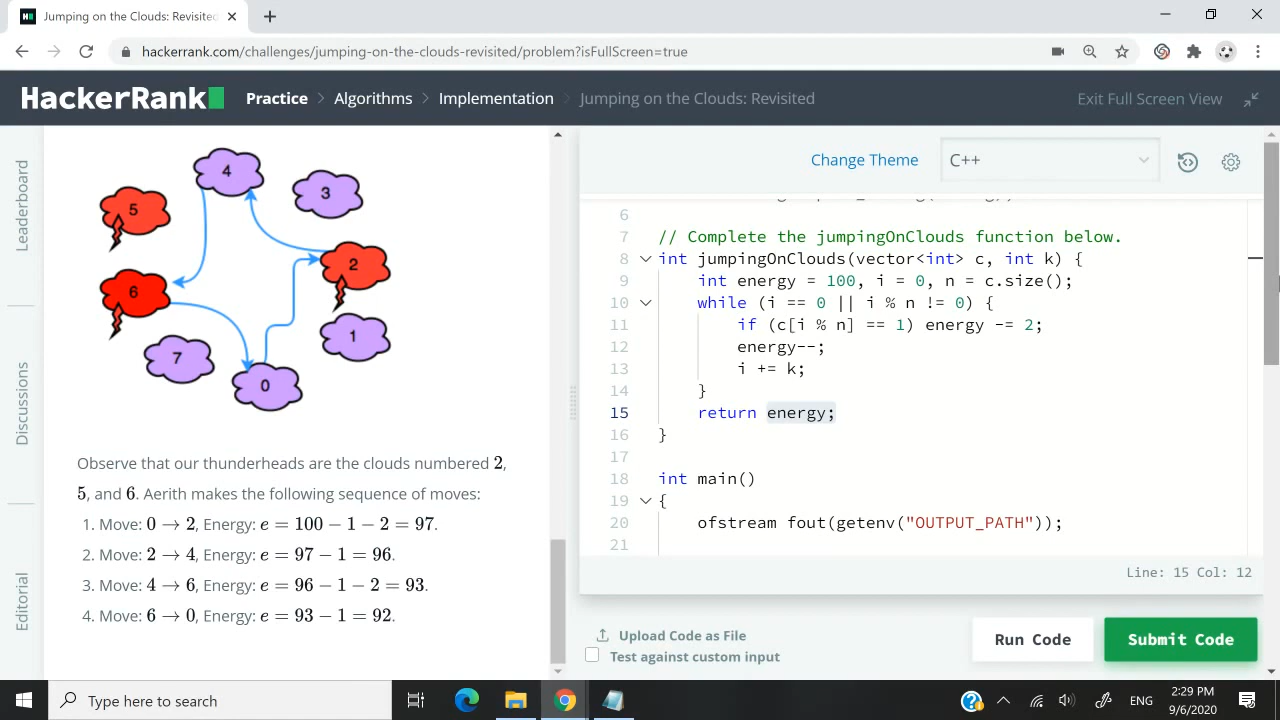 Jumping on the Clouds: Revisited
hackerrank.com/challenges/jumping-on-the-clouds-revisited/problem?isFullScreen=true
HackerRank Practice > Algorithms > Implementation > Jumping on the Clouds: Revisited Exit Full Screen View
Leaderboard
Discussions
Editorial
4
3
5
2
6
1
7
0
Observe that our thunderheads are the clouds numbered 2,
5, and 6. Aerith makes the following sequence of moves:
1. Move: 0 → 2, Energy: e = 100 − 1 − 2 = 97.
2. Move: 2 → 4, Energy: e = 97 − 1 = 96.
3. Move: 4 → 6, Energy: e = 96 − 1 − 2 = 93.
4. Move: 6 → 0, Energy: e = 93 − 1 = 92.
Change Theme C++
6
7 // Complete the jumpingOnClouds function below.
8 int jumpingOnClouds(vector<int> c, int k) {
9 int energy = 100, i = 0, n = c.size();
10 while (i == 0 || i % n != 0) {
11 if (c[i % n] == 1) energy -= 2;
12 energy--;
13 i += k;
14 }
15 return energy;
16 }
17
18 int main()
19 {
20 ofstream fout(getenv("OUTPUT_PATH"));
21
Line: 15 Col: 12
Upload Code as File
Test against custom input
Run Code
Submit Code
Type here to search
ENG
2:29 PM
9/6/2020